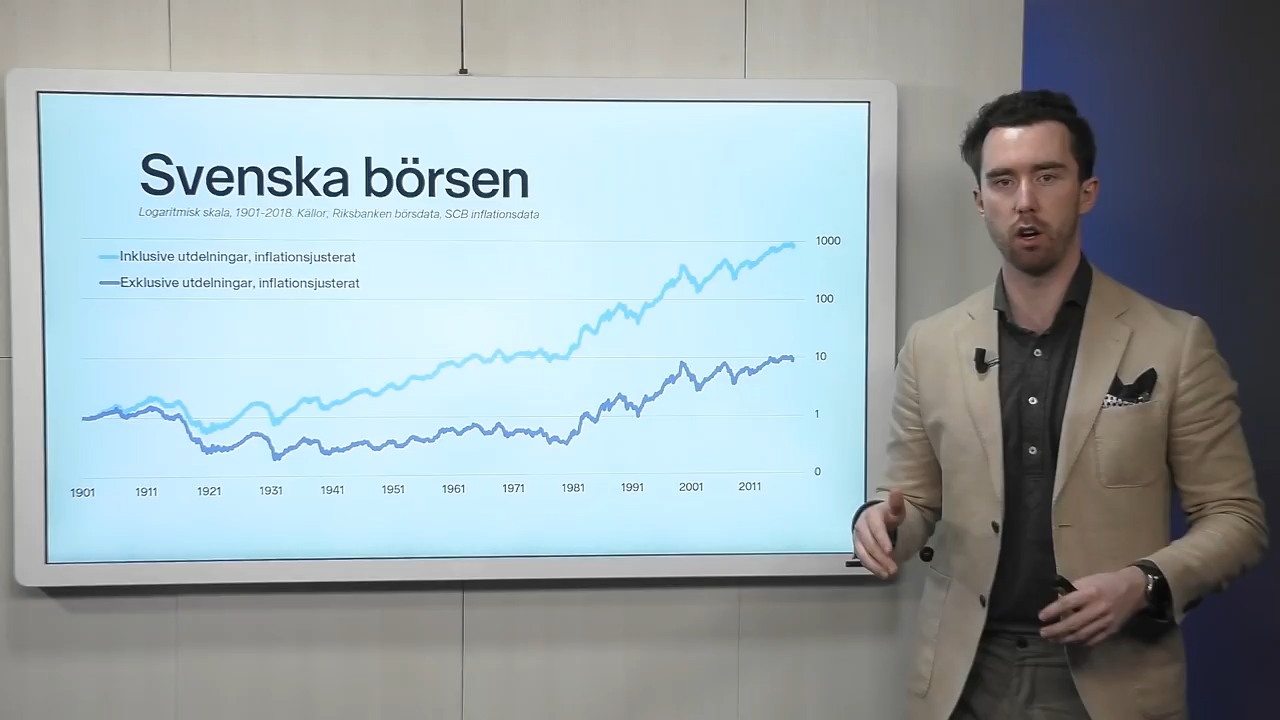 Svenska börsen
Logaritmisk skala, 1901-2018. Källor; Riksbanken börsdata, SCB inflationsdata
Inklusive utdelningar, inflationsjusterat
Exklusive utdelningar, inflationsjusterat
1000
100
10
1
0
1901 1911 1921 1931 1941 1951 1961 1971 1981 1991 2001 2011